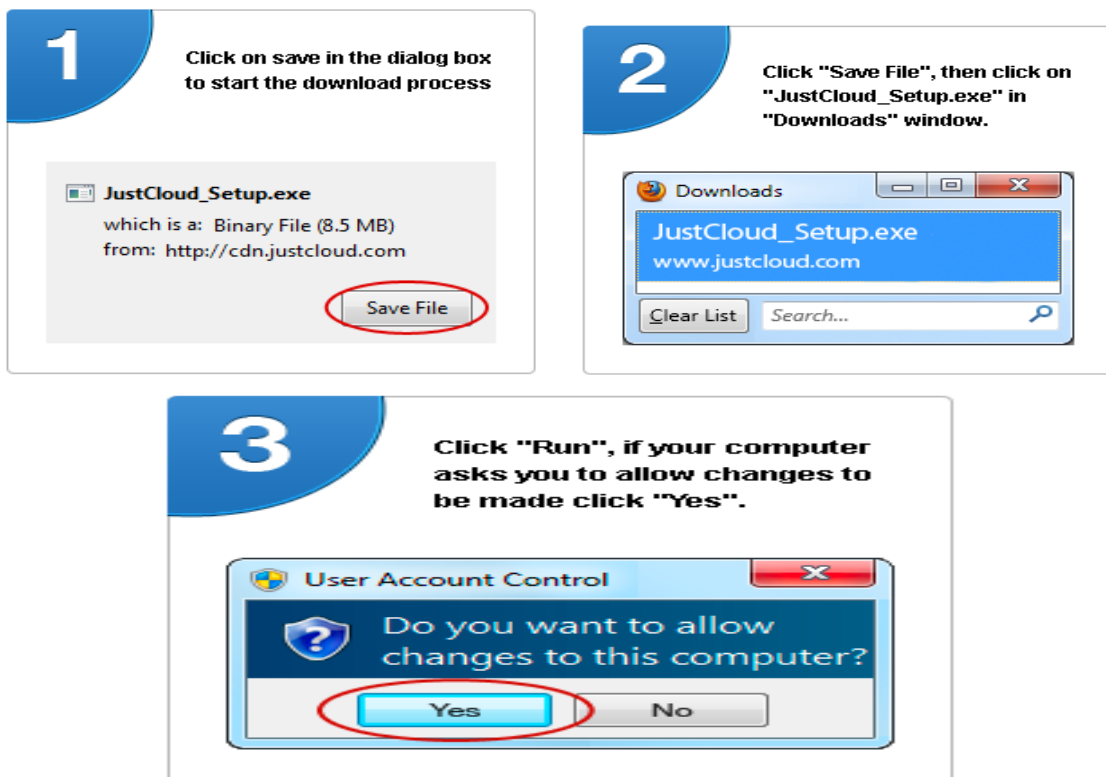 1
Click on save in the dialog box
to start the download process
JustCloud_Setup.exe
which is a: Binary File (8.5 MB)
from: http://cdn.justcloud.com
Save File
2
Click "Save File", then click on
"JustCloud_Setup.exe" in
"Downloads" window.
Downloads
JustCloud_Setup.exe
www.justcloud.com
Clear List
Search...
3
Click "Run", if your computer
asks you to allow changes to
be made click "Yes".
User Account Control
Do you want to allow
changes to this computer?
Yes
No